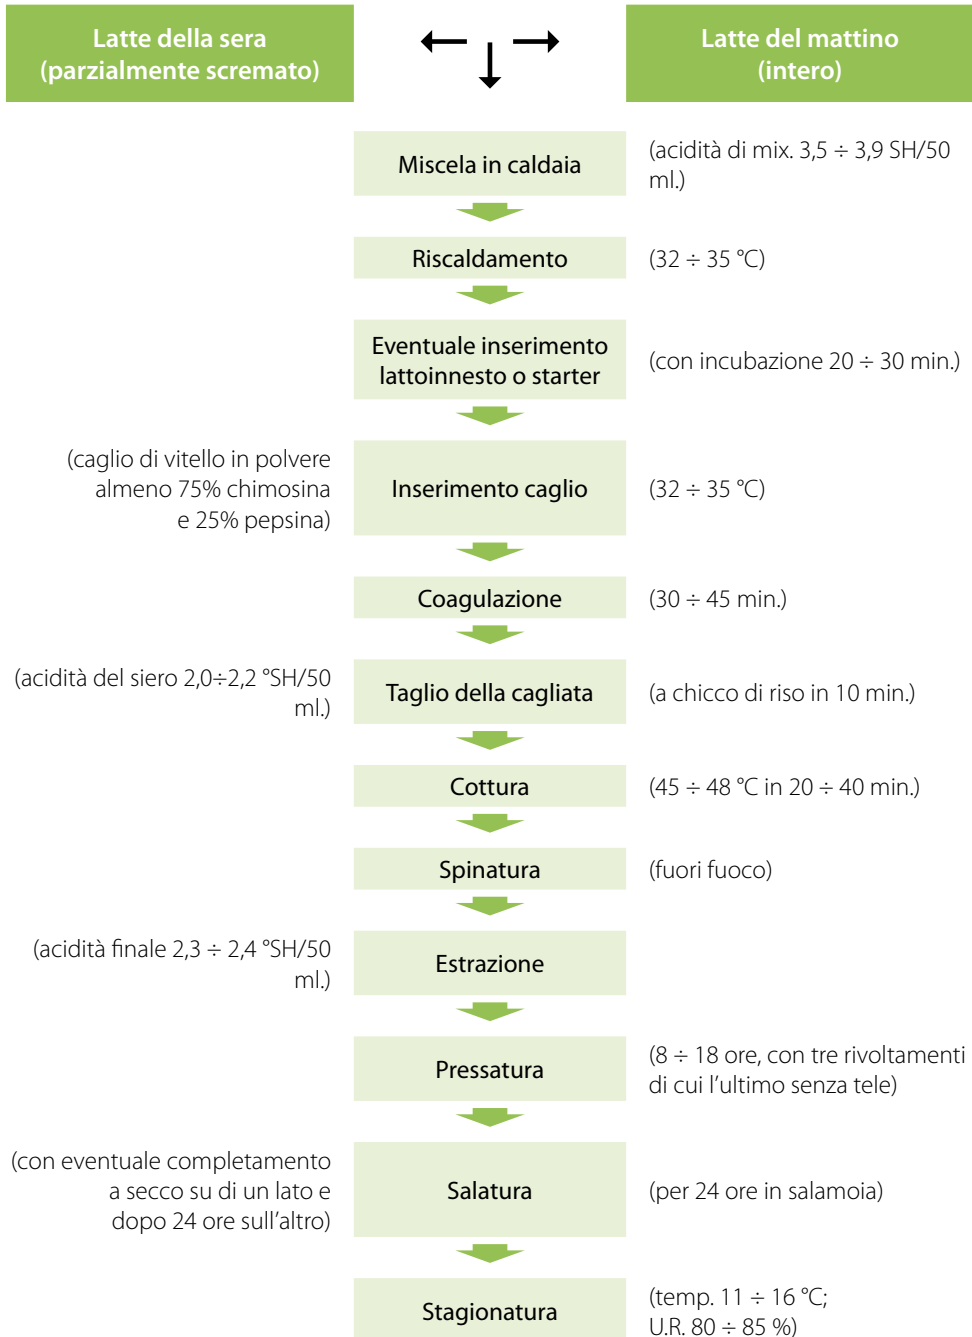 Latte della sera
(parzialmente scremato)
Latte del mattino
(intero)
Miscela in caldaia
(acidità di mix. 3,5 ÷ 3,9 SH/50
ml.)
Riscaldamento
(32 ÷ 35 °C)
Eventuale inserimento
lattoinnesto o starter
(con incubazione 20 ÷ 30 min.)
(caglio di vitello in polvere
almeno 75% chimosina
e 25% pepsina)
Inserimento caglio
(32 ÷ 35 °C)
Coagulazione
(30 ÷ 45 min.)
(acidità del siero 2,0÷2,2 °SH/50
ml.)
Taglio della cagliata
(a chicco di riso in 10 min.)
Cottura
(45 ÷ 48 °C in 20 ÷ 40 min.)
Spinatura
(fuori fuoco)
(acidità finale 2,3 ÷ 2,4 °SH/50
ml.)
Estrazione
Pressatura
(8 ÷ 18 ore, con tre rivoltamenti
di cui l'ultimo senza tele)
(con eventuale completamento
a secco su di un lato e
dopo 24 ore sull'altro)
Salatura
(per 24 ore in salamoia)
Stagionatura
(temp. 11 ÷ 16 °C;
U.R. 80 ÷ 85 %)